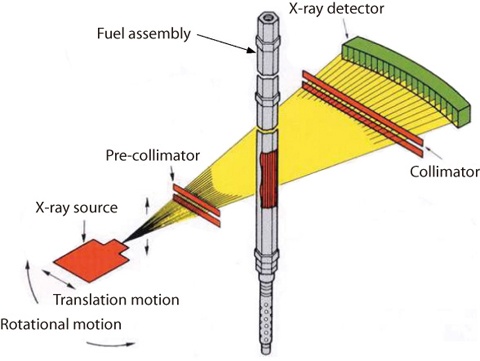 X-ray detector
Fuel assembly
Pre-collimator
Collimator
X-ray source
Translation motion
Rotational motion